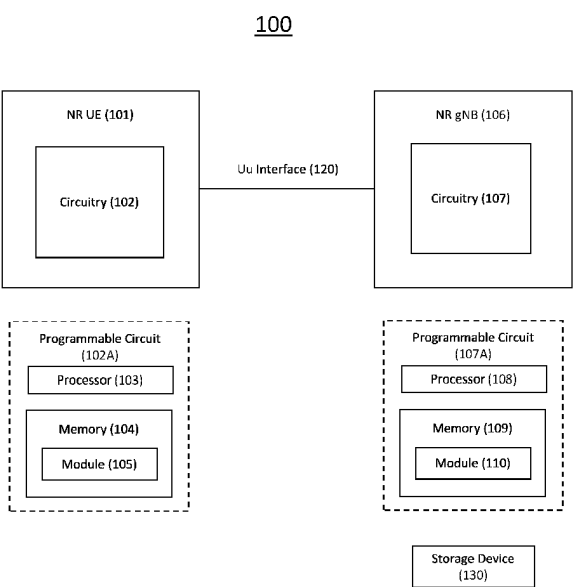 100
NR UE (101)
Circuitry (102)
Uu Interface (120)
NR gNB (106)
Circuitry (107)
Programmable Circuit
(102A)
Processor (103)
Memory (104)
Module (105)
Programmable Circuit
(107A)
Processor (108)
Memory (109)
Module (110)
Storage Device
(130)